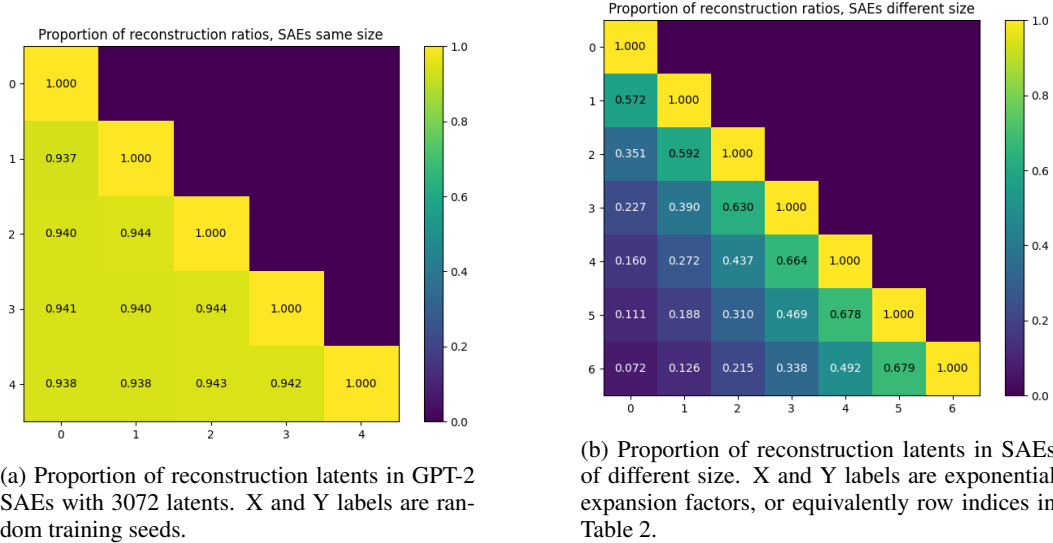 Proportion of reconstruction ratios, SAEs same size
0 1.000
1 0.937 1.000
2 0.940 0.944 1.000
3 0.941 0.940 0.944 1.000
4 0.938 0.938 0.943 0.942 1.000
0 1 2 3 4
1.0
0.8
0.6
0.4
0.2
0.0
(a) Proportion of reconstruction latents in GPT-2
SAEs with 3072 latents. X and Y labels are ran-
dom training seeds.
Proportion of reconstruction ratios, SAEs different size
0 1.000
1 0.572 1.000
2 0.351 0.592 1.000
3 0.227 0.390 0.630 1.000
4 0.160 0.272 0.437 0.664 1.000
5 0.111 0.188 0.310 0.469 0.678 1.000
6 0.072 0.126 0.215 0.338 0.492 0.679 1.000
0 1 2 3 4 5 6
1.0
0.8
0.6
0.4
0.2
0.0
(b) Proportion of reconstruction latents in SAEs
of different size. X and Y labels are exponential
expansion factors, or equivalently row indices in
Table 2.